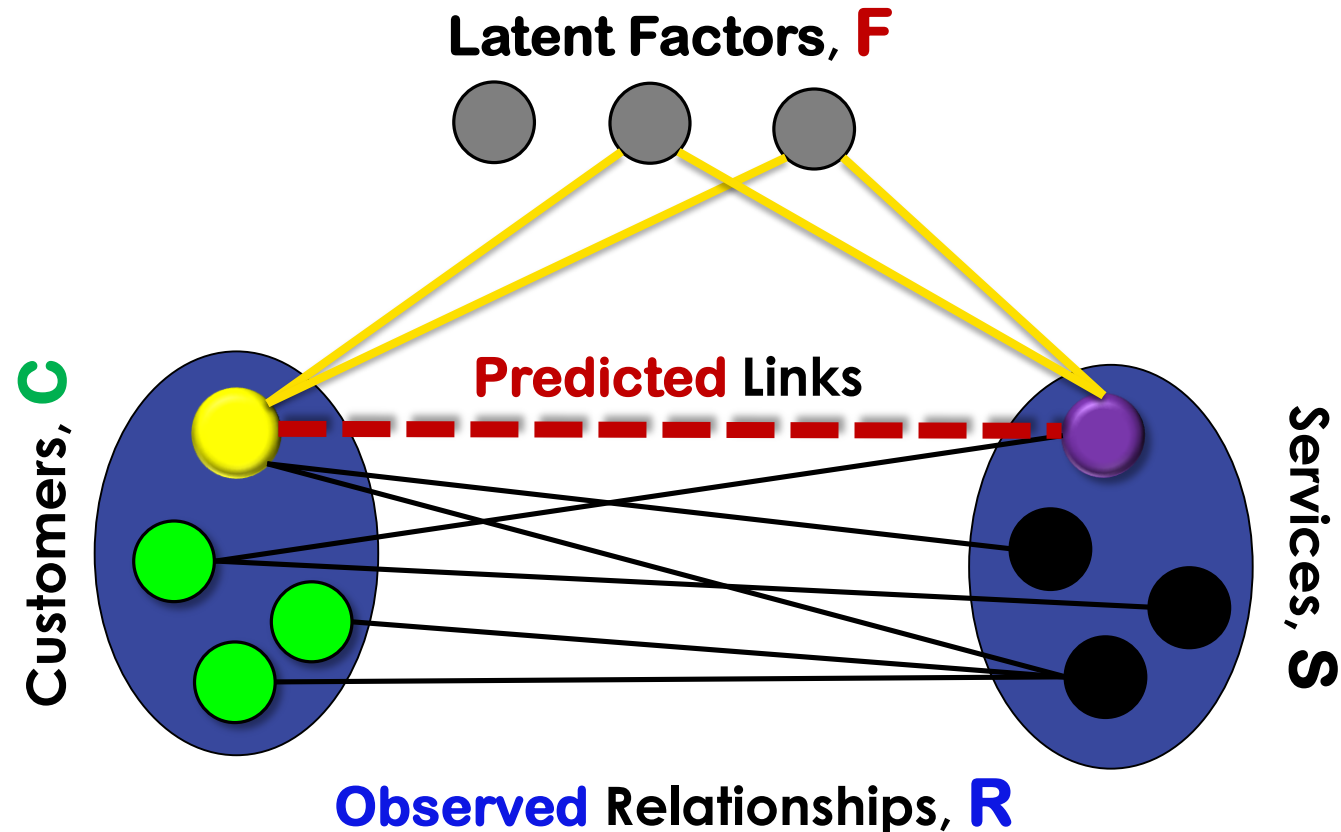 Latent Factors, F
Predicted Links
Customers, C
Services, S
Observed Relationships, R